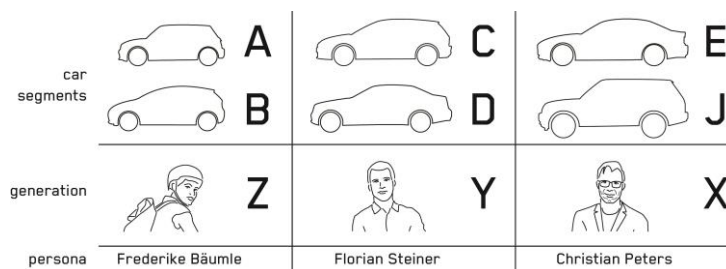 A C E
car
segments
B D J
generation Z Y X
persona Frederike Bäumle Florian Steiner Christian Peters